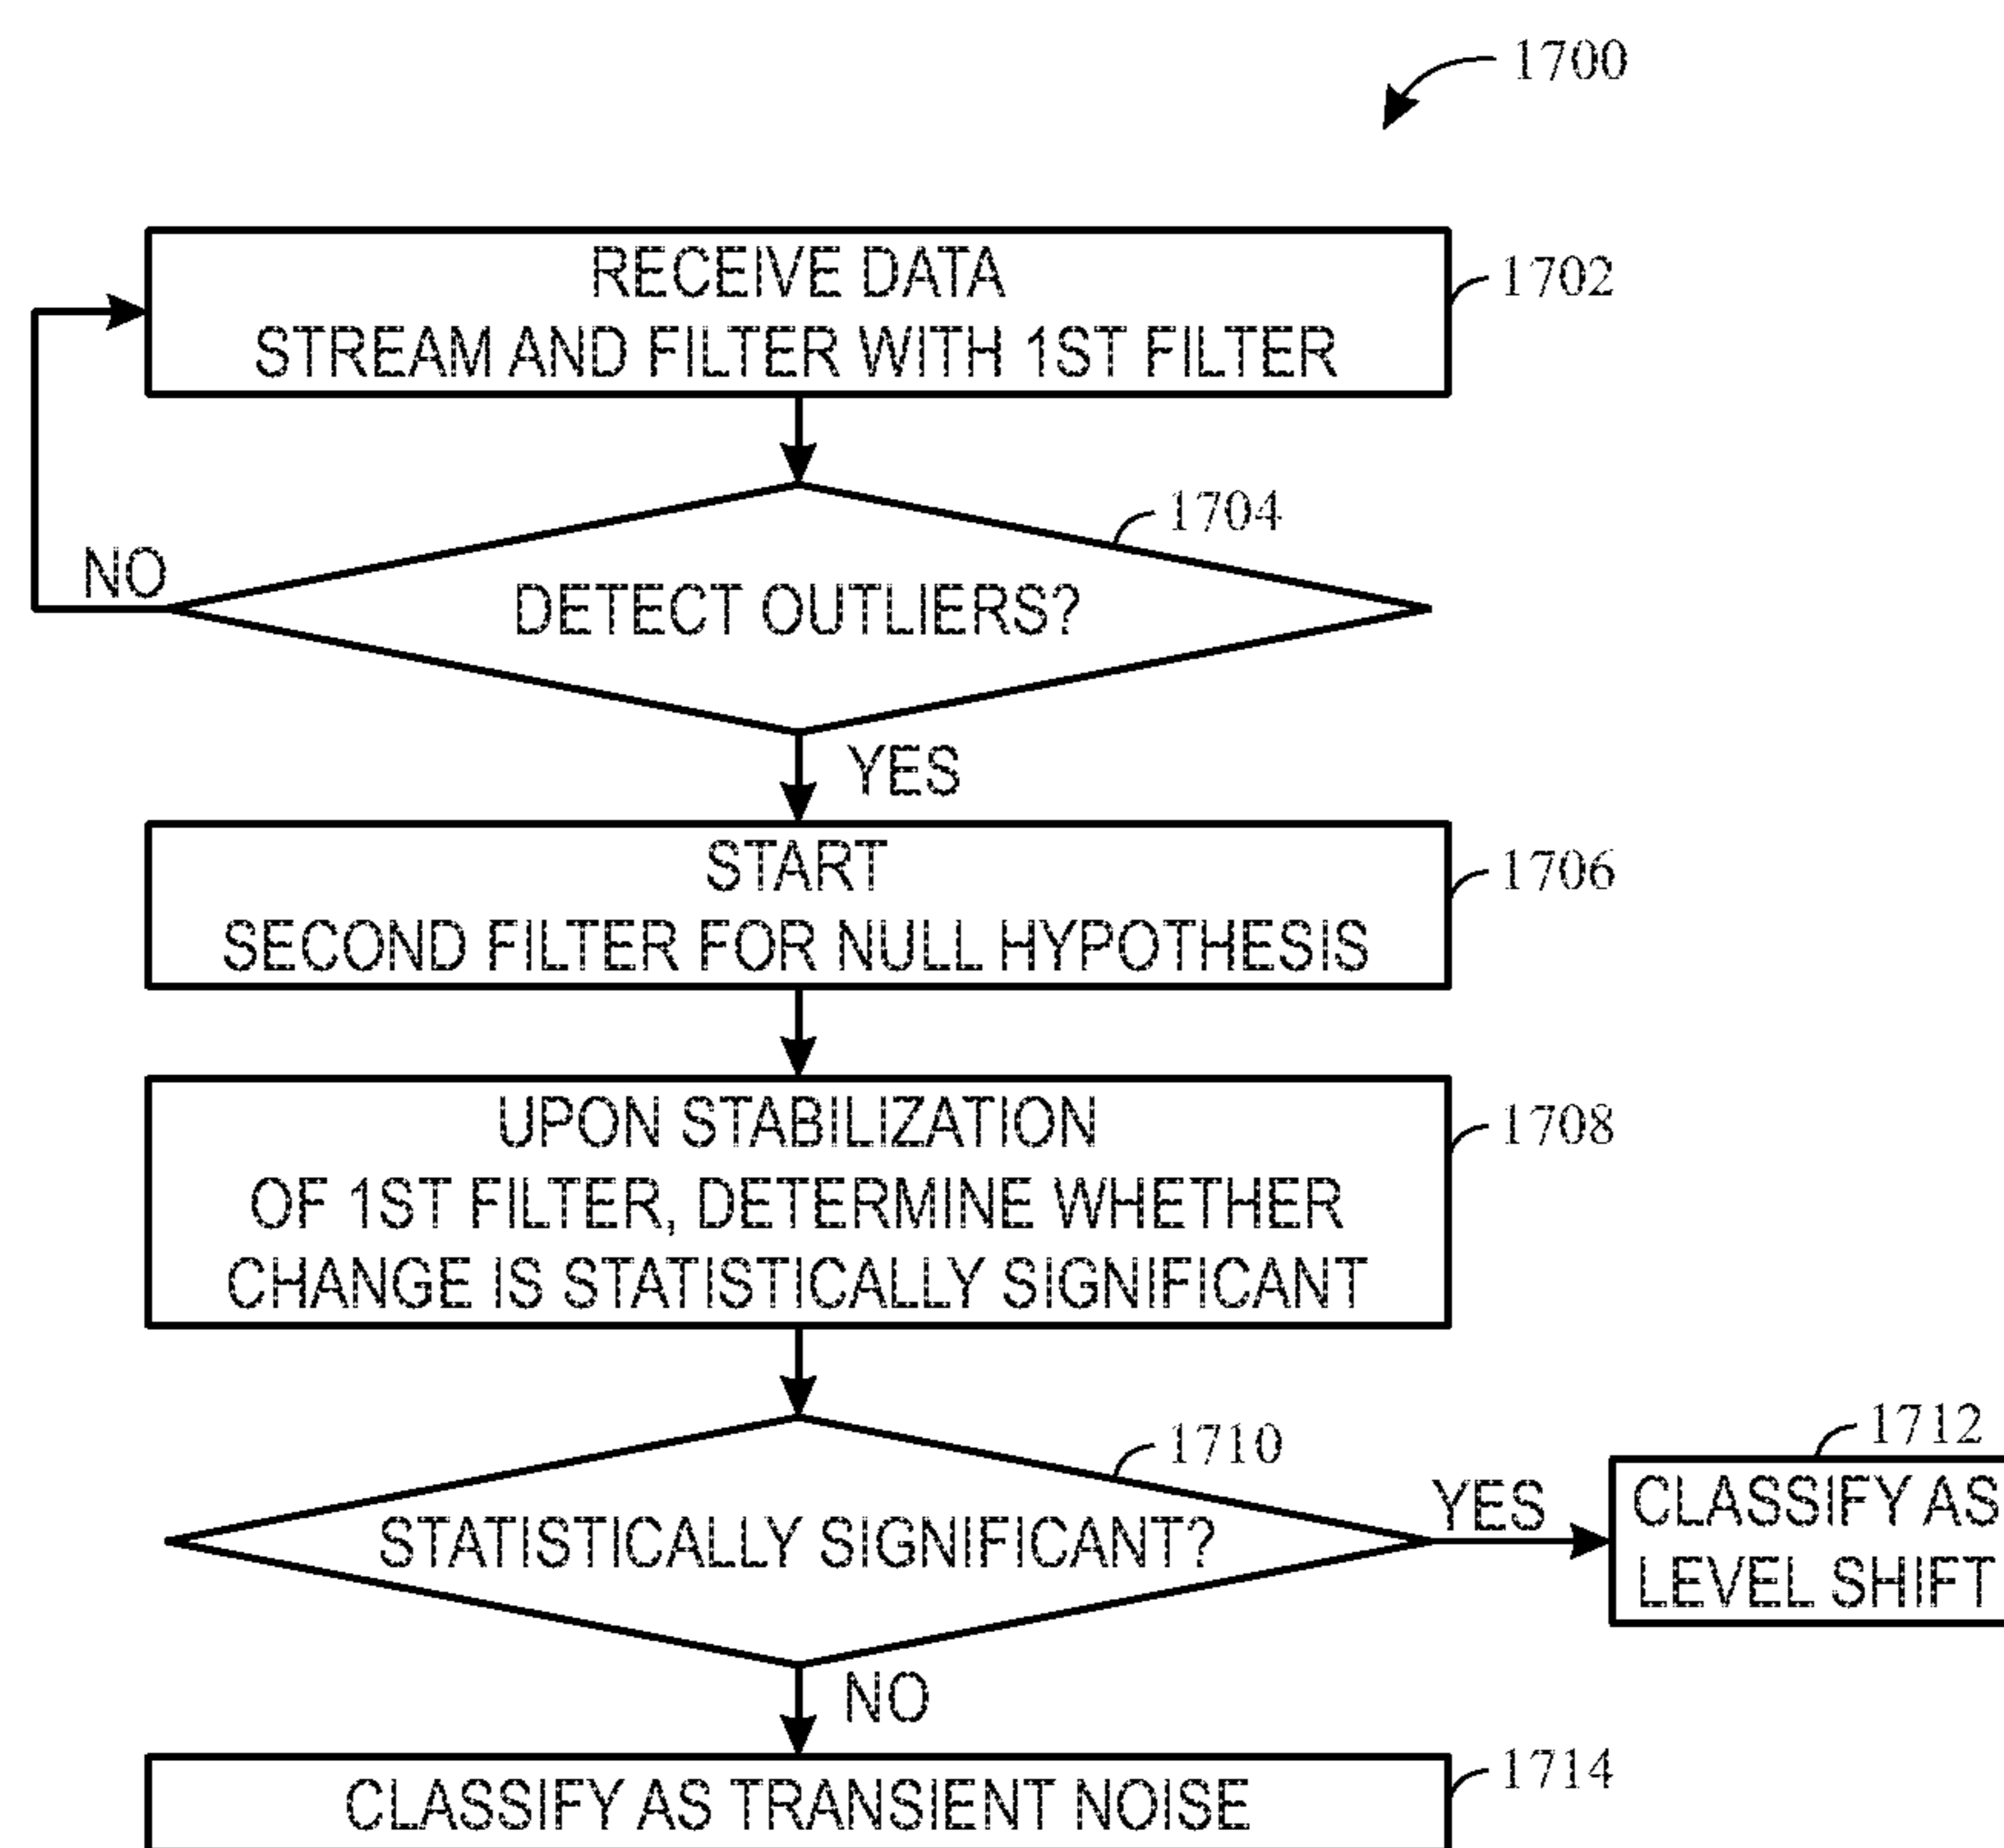 1700
RECEIVE DATA
STREAM AND FILTER WITH 1ST FILTER
1702
1704
DETECT OUTLIERS?
NO
YES
START
SECOND FILTER FOR NULL HYPOTHESIS
1706
UPON STABILIZATION
OF 1ST FILTER, DETERMINE WHETHER
CHANGE IS STATISTICALLY SIGNIFICANT
1708
1710
STATISTICALLY SIGNIFICANT?
YES
1712
CLASSIFY AS
LEVEL SHIFT
NO
CLASSIFY AS TRANSIENT NOISE
1714